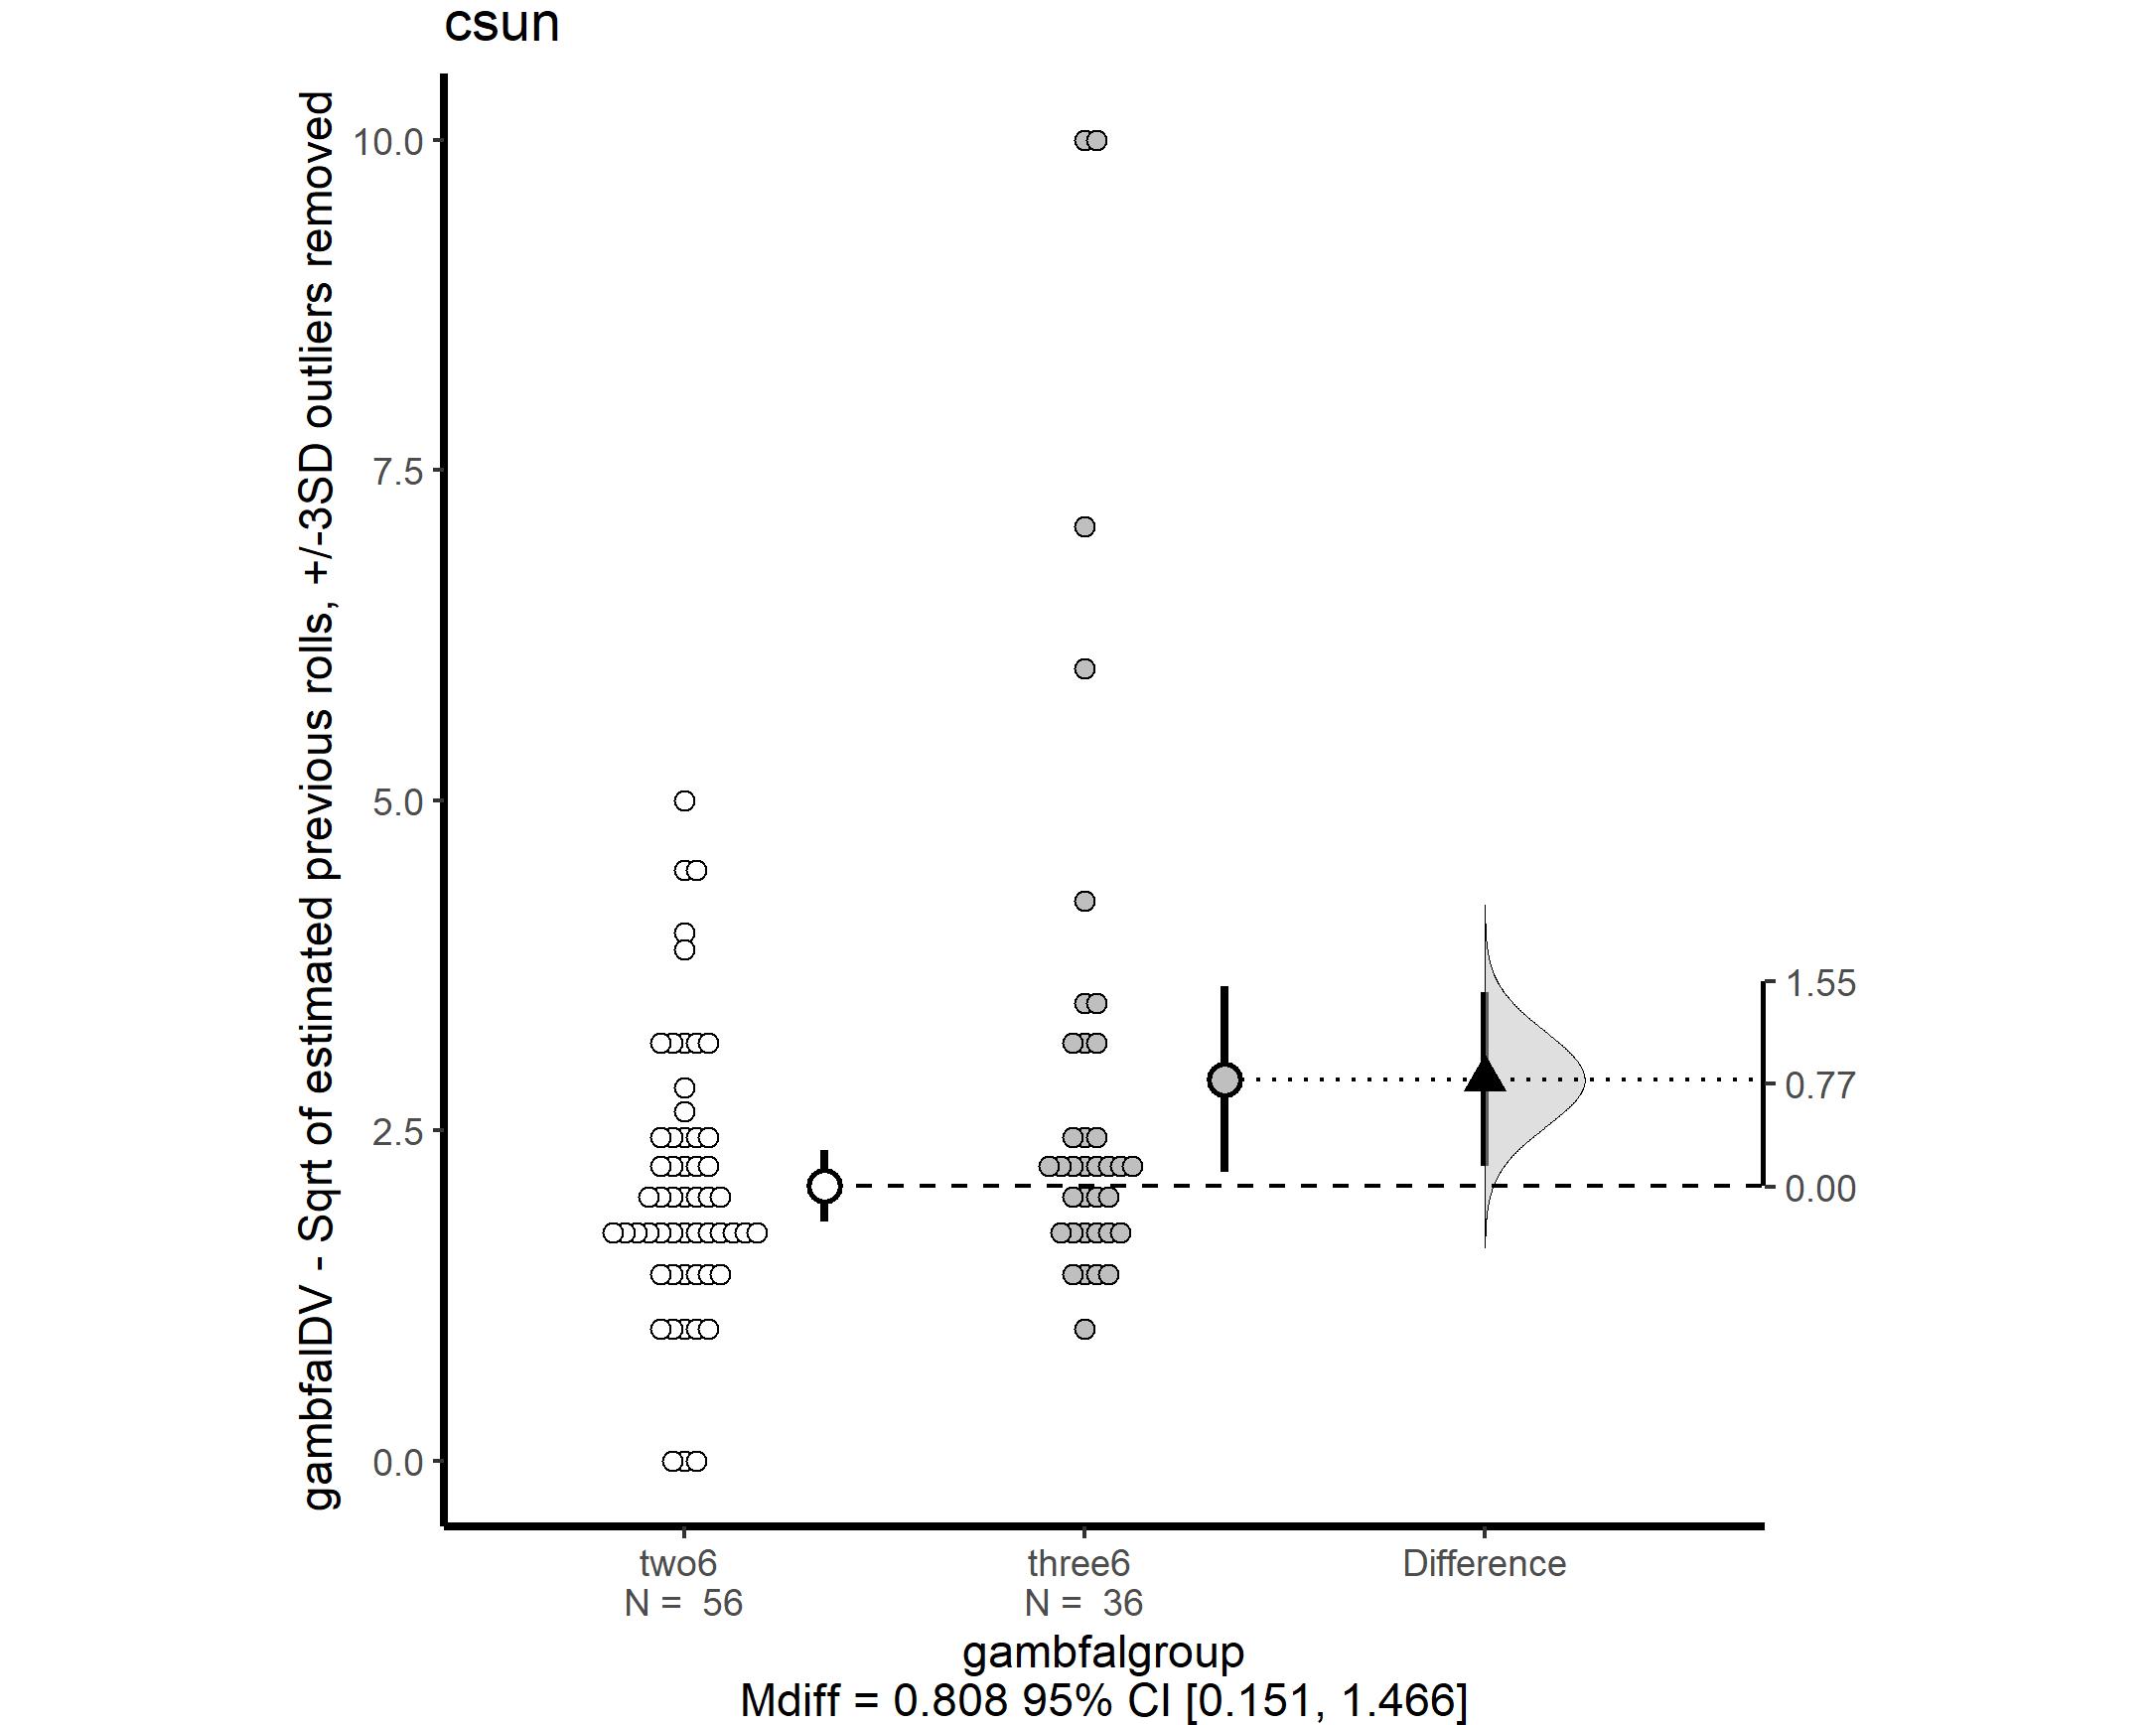 csun
gambfalDV - Sqrt of estimated previous rolls, +/-3SD outliers removed
10.0
7.5
5.0
2.5
0.0
1.55
0.77
0.00
two6
N =  56
three6
N =  36
Difference
gambfalgroup
Mdiff = 0.808 95% CI [0.151, 1.466]